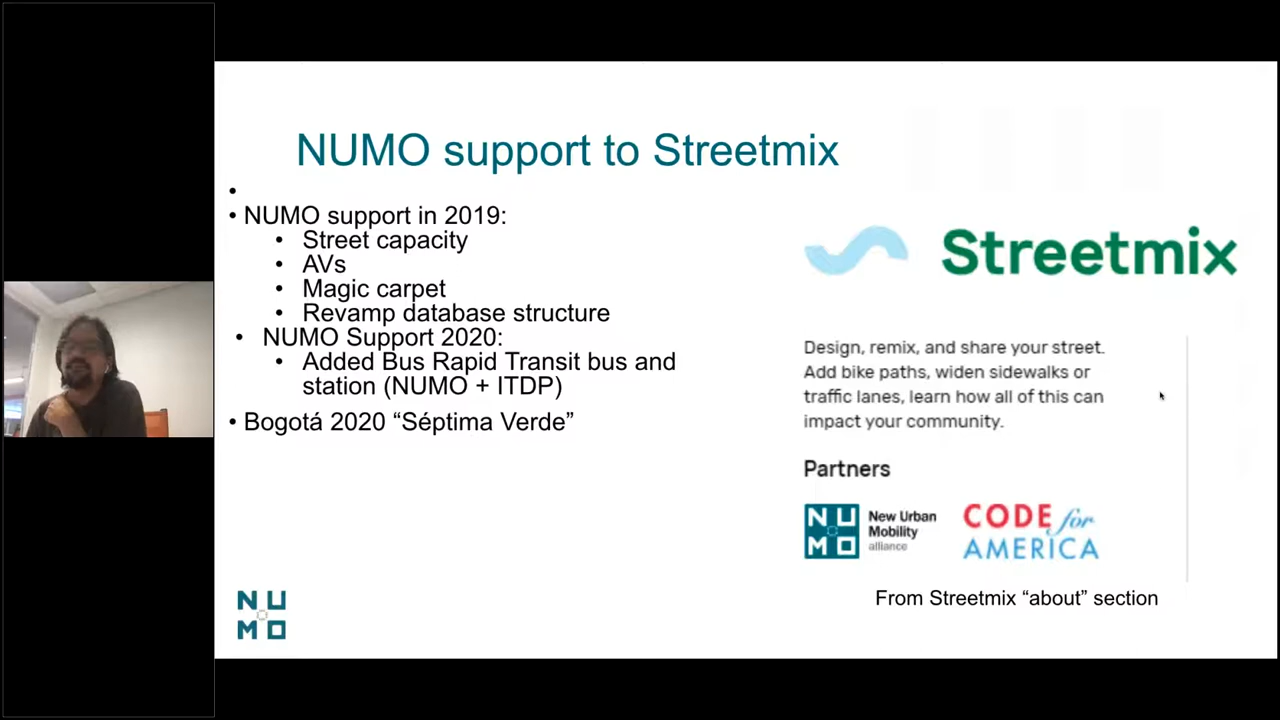 NUMO support to Streetmix
•
• NUMO support in 2019:
• Street capacity
• AVs
• Magic carpet
• Revamp database structure
• NUMO Support 2020:
• Added Bus Rapid Transit bus and
station (NUMO + ITDP)
• Bogotá 2020 “Séptima Verde”
Streetmix
Design, remix, and share your street.
Add bike paths, widen sidewalks or
traffic lanes, learn how all of this can
impact your community.
Partners
NU
MO
New Urban
Mobility
alliance
CODE for
AMERICA
From Streetmix “about” section
NU
MO